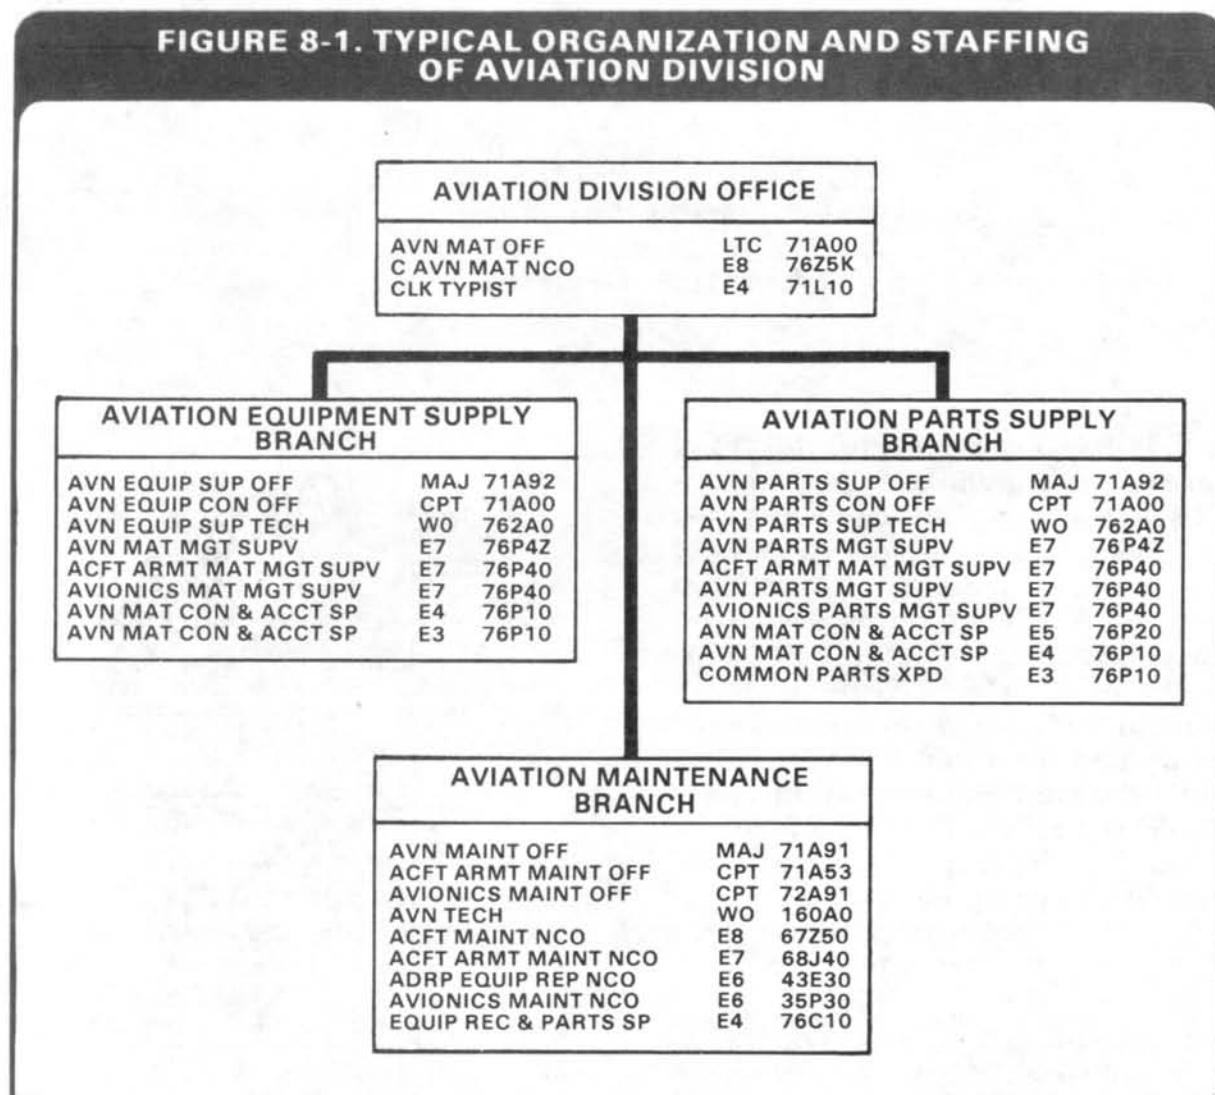 FIGURE 8-1. TYPICAL ORGANIZATION AND STAFFING
OF AVIATION DIVISION
AVIATION DIVISION OFFICE
AVN MAT OFF LTC 71A00
C AVN MAT NCO E8 76Z5K
CLK TYPIST E4 71L10
AVIATION EQUIPMENT SUPPLY
BRANCH
AVN EQUIP SUP OFF MAJ 71A92
AVN EQUIP CON OFF CPT 71A00
AVN EQUIP SUP TECH WO 762A0
AVN MAT MGT SUPV E7 76P4Z
ACFT ARMT MAT MGT SUPV E7 76P40
AVIONICS MAT MGT SUPV E7 76P40
AVN MAT CON & ACCT SP E4 76P10
AVN MAT CON & ACCT SP E3 76P10
AVIATION PARTS SUPPLY
BRANCH
AVN PARTS SUP OFF MAJ 71A92
AVN PARTS CON OFF CPT 71A00
AVN PARTS SUP TECH WO 762A0
AVN PARTS MGT SUPV E7 76P4Z
ACFT ARMT MAT MGT SUPV E7 76P40
AVN PARTS MGT SUPV E7 76P40
AVIONICS PARTS MGT SUPV E7 76P40
AVN MAT CON & ACCT SP E5 76P20
AVN MAT CON & ACCT SP E4 76P10
COMMON PARTS XPD E3 76P10
AVIATION MAINTENANCE
BRANCH
AVN MAINT OFF MAJ 71A91
ACFT ARMT MAINT OFF CPT 71A53
AVIONICS MAINT OFF CPT 72A91
AVN TECH WO 160A0
ACFT MAINT NCO E8 67Z50
ACFT ARMT MAINT NCO E7 68J40
ADRP EQUIP REP NCO E6 43E30
AVIONICS MAINT NCO E6 35P30
EQUIP REC & PARTS SP E4 76C10